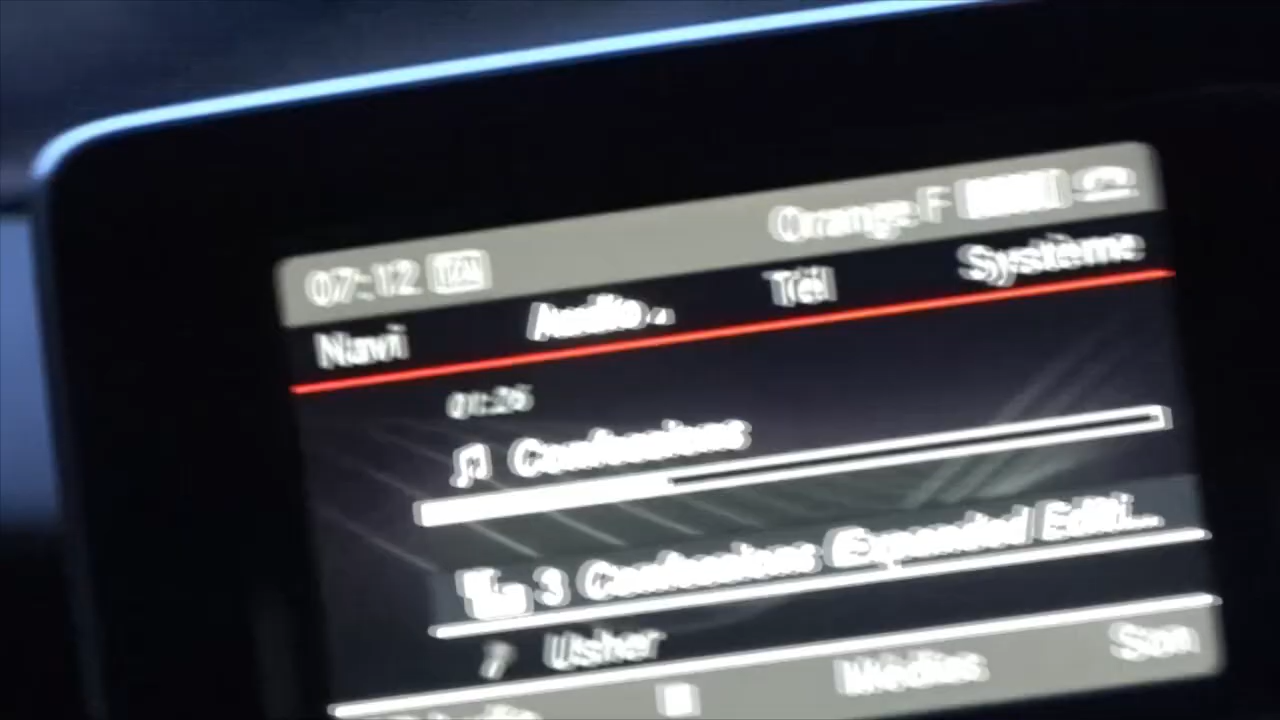 07:12
Orange F
Navi Audio Tél Système
01:26
Confessions
3 Confessions (Expanded Editi...
Usher
Médias Son